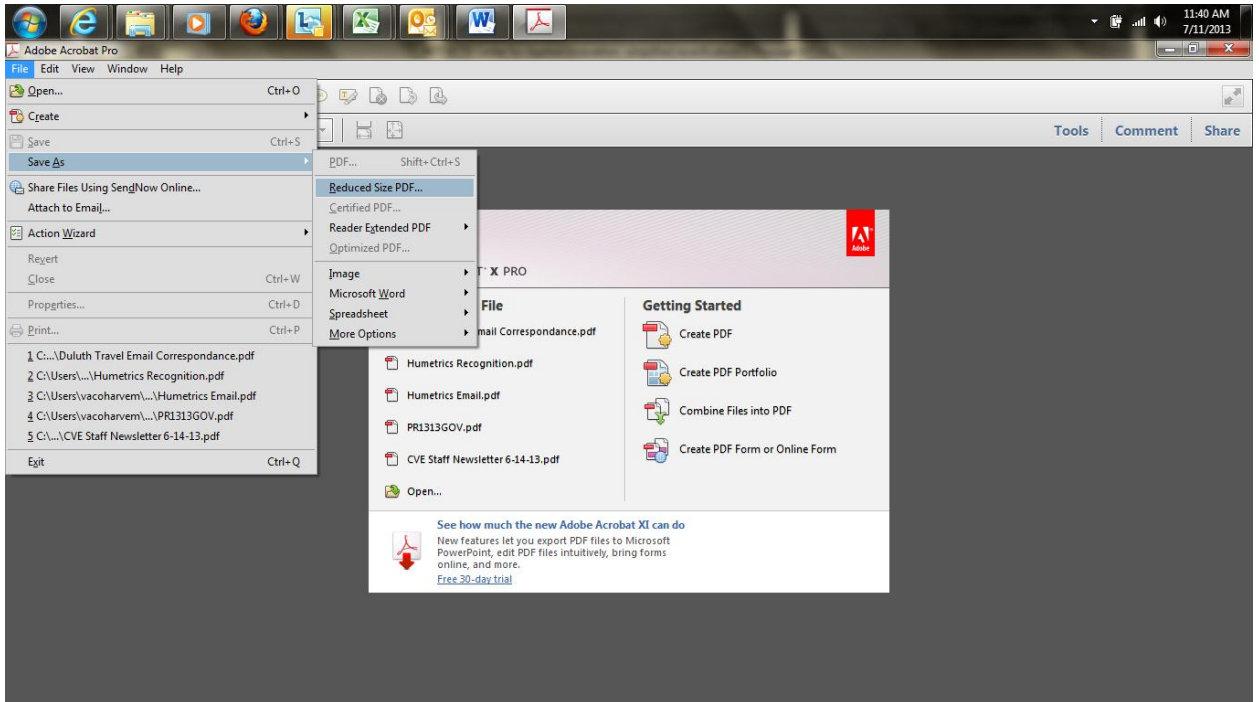 11:40 AM
7/11/2013
Adobe Acrobat Pro
File Edit View Window Help
Open... Ctrl+O
Create
Save Ctrl+S
Save As
Share Files Using SendNow Online...
Attach to Email...
Action Wizard
Revert
Close Ctrl+W
Properties... Ctrl+D
Print... Ctrl+P
1 C:...\Duluth Travel Email Correspondance.pdf
2 C:\Users\...\Humetrics Recognition.pdf
3 C:\Users\vacoharvem\...\Humetrics Email.pdf
4 C:\Users\vacoharvem\...\PR1313GOV.pdf
5 C:\...\CVE Staff Newsletter 6-14-13.pdf
Exit Ctrl+Q
PDF... Shift+Ctrl+S
Reduced Size PDF...
Certified PDF...
Reader Extended PDF
Optimized PDF...
Image
Microsoft Word
Spreadsheet
More Options
Tools Comment Share
Adobe
X PRO
File
mail Correspondance.pdf
Humetrics Recognition.pdf
Humetrics Email.pdf
PR1313GOV.pdf
CVE Staff Newsletter 6-14-13.pdf
Open...
Getting Started
Create PDF
Create PDF Portfolio
Combine Files into PDF
Create PDF Form or Online Form
See how much the new Adobe Acrobat XI can do
New features let you export PDF files to Microsoft
PowerPoint, edit PDF files intuitively, bring forms
online, and more.
Free 30-day trial